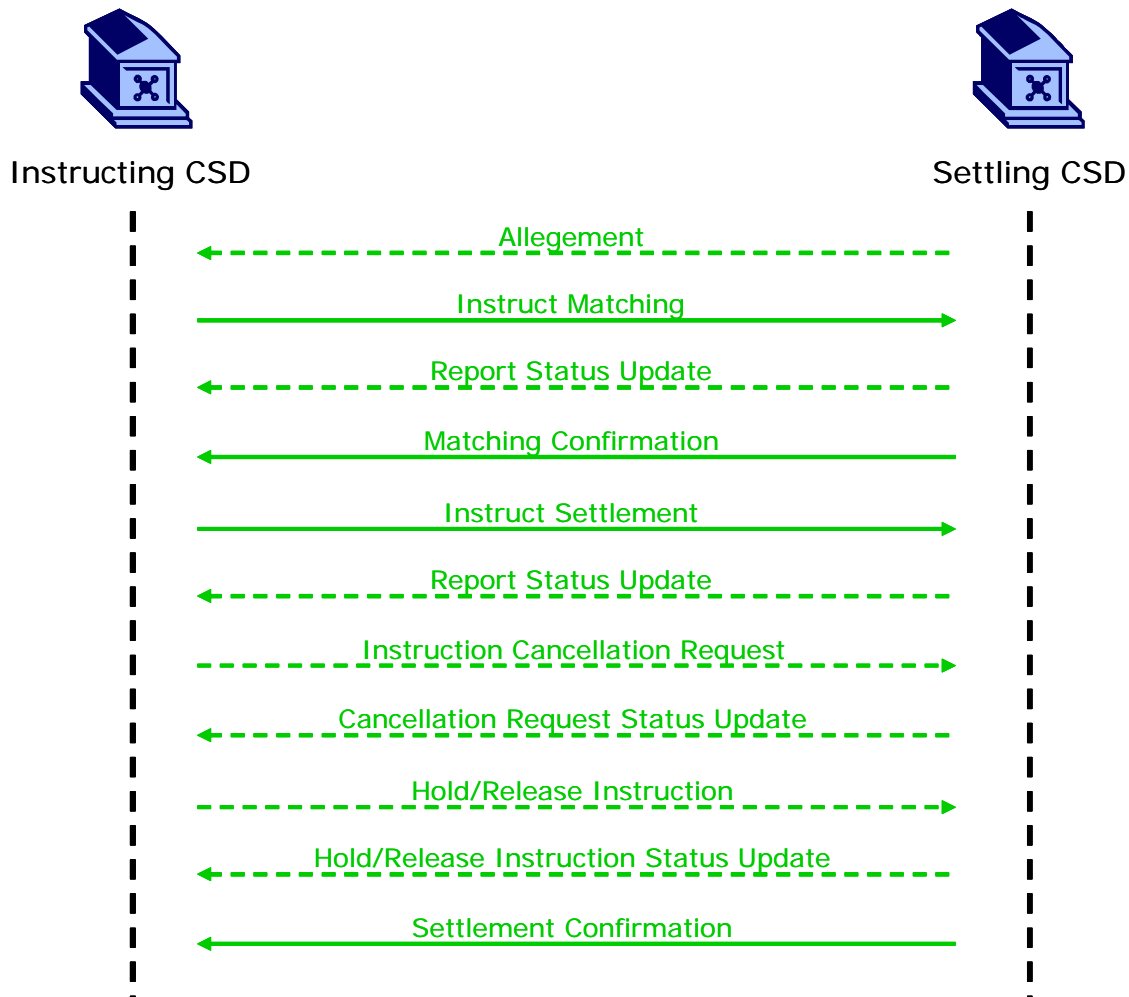 Instructing CSD
Settling CSD
Allegement
Instruct Matching
Report Status Update
Matching Confirmation
Instruct Settlement
Report Status Update
Instruction Cancellation Request
Cancellation Request Status Update
Hold/Release Instruction
Hold/Release Instruction Status Update
Settlement Confirmation